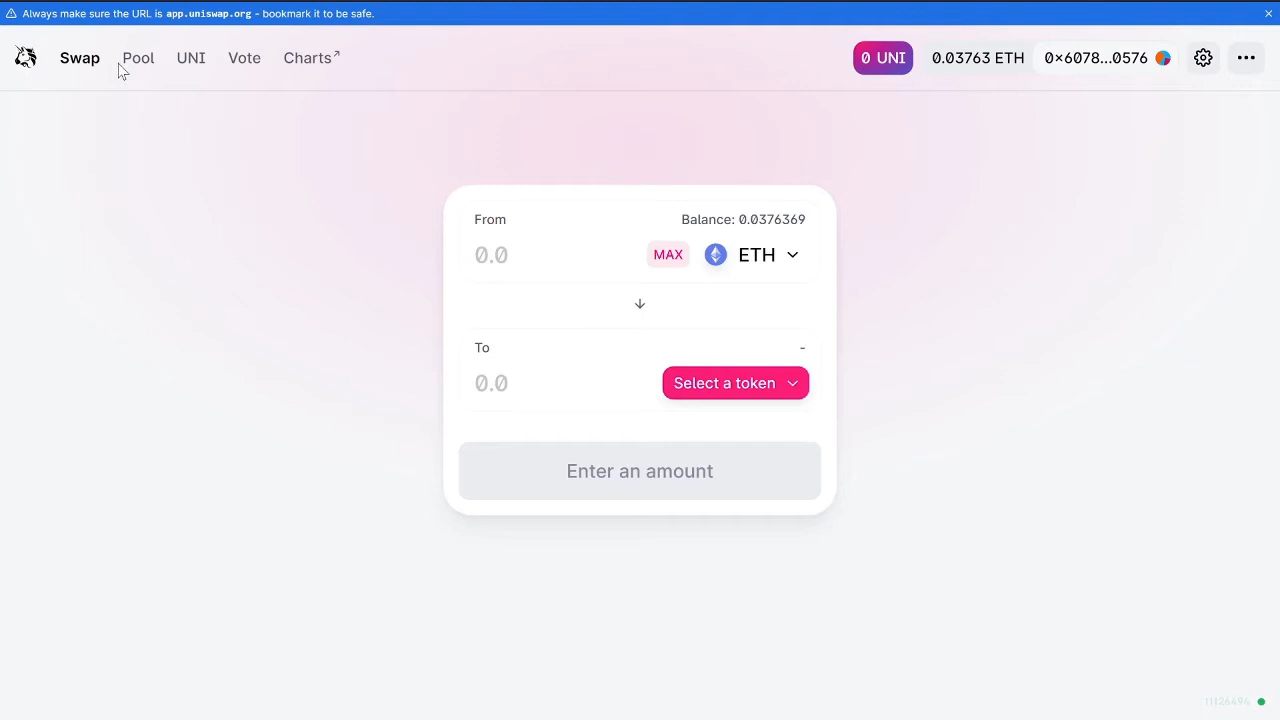 Always make sure the URL is app.uniswap.org - bookmark it to be safe.
Swap Pool UNI Vote Charts↗ 0 UNI 0.03763 ETH 0x6078...0576
From Balance: 0.0376369
0.0 MAX ETH
To -
0.0 Select a token
Enter an amount
11126494